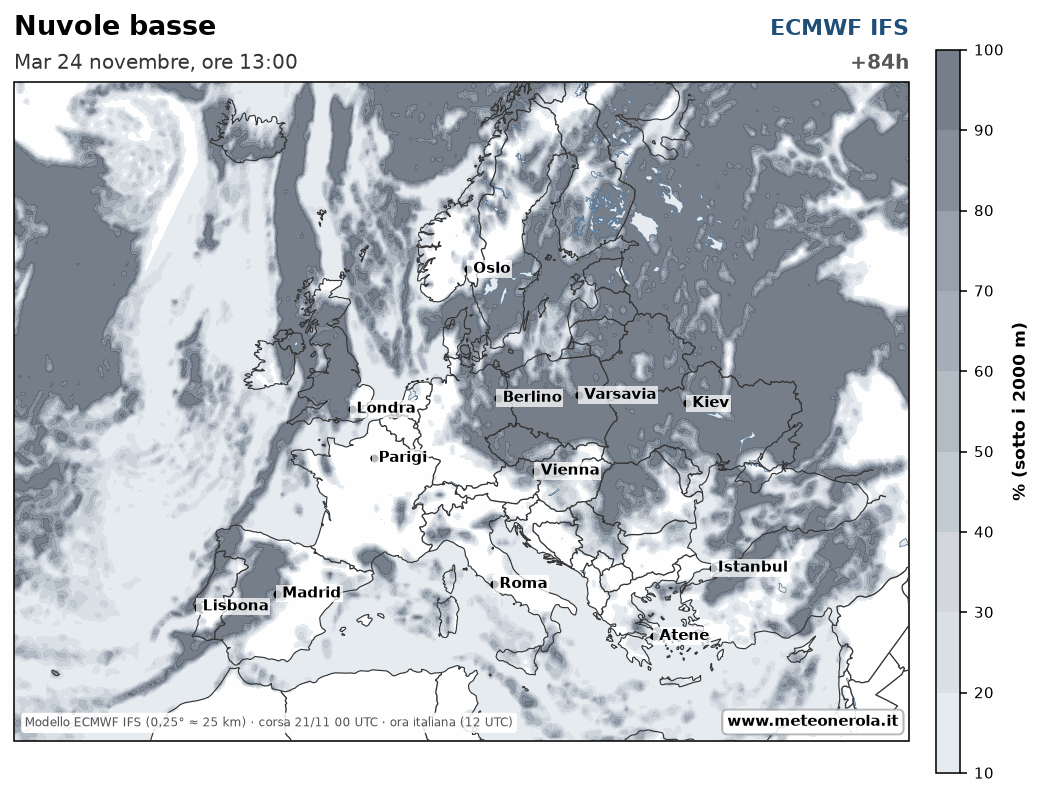 Nuvole basse
ECMWF IFS
Mar 24 novembre, ore 13:00
+84h
100
90
80
70
60
50
40
30
20
10
% (sotto i 2000 m)
Oslo
Londra
Berlino
Varsavia
Kiev
Parigi
Vienna
Istanbul
Roma
Madrid
Lisbona
Atene
Modello ECMWF IFS (0,25° ≈ 25 km) · corsa 21/11 00 UTC · ora italiana (12 UTC)
www.meteonerola.it